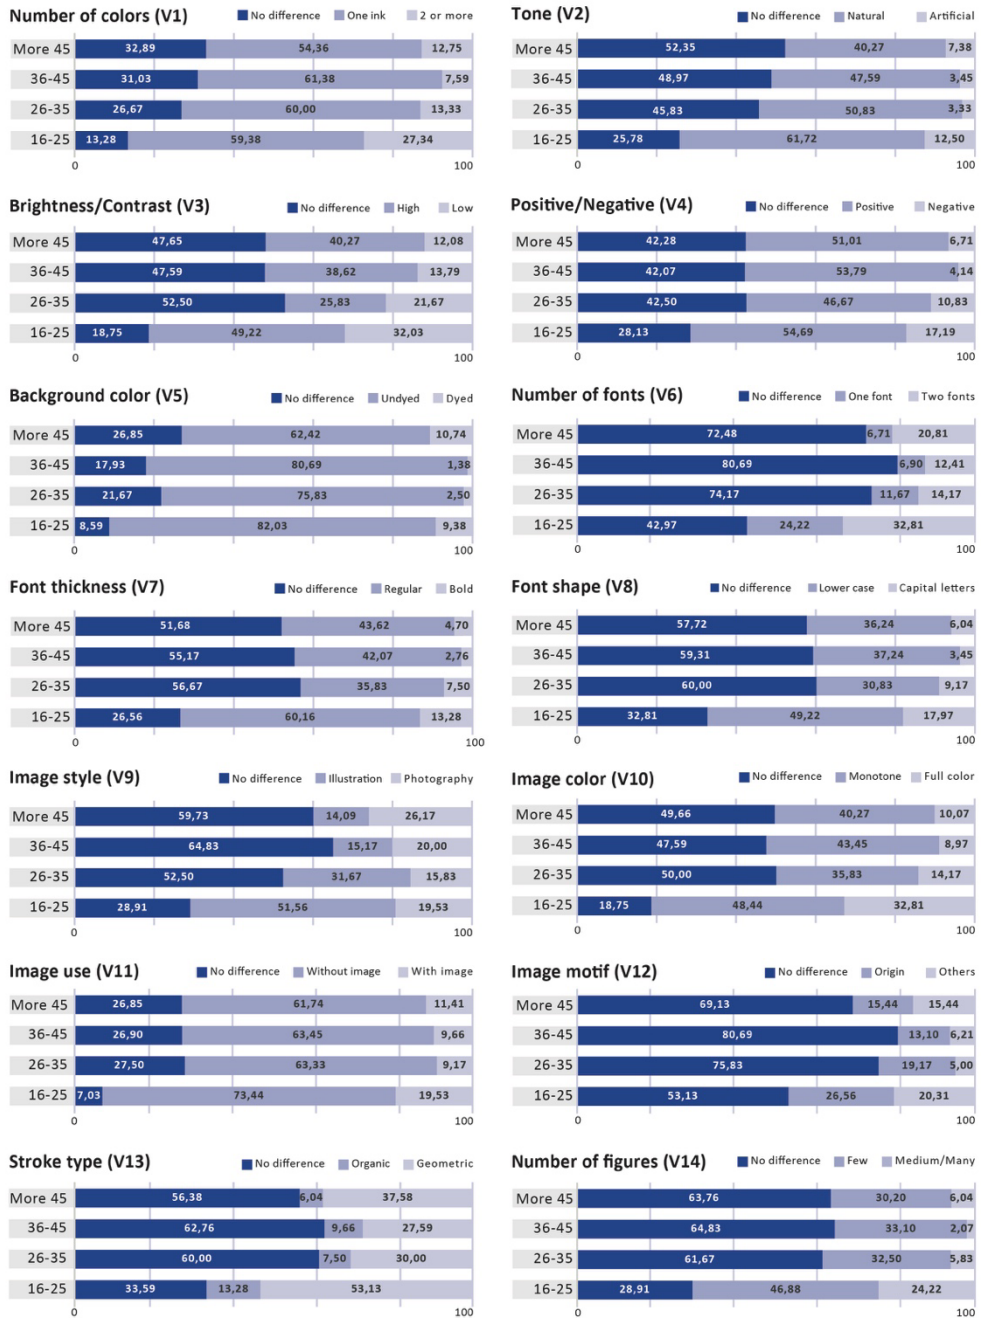 Number of colors (V1) No difference One ink 2 or more
More 45 32,89 54,36 12,75
36-45 31,03 61,38 7,59
26-35 26,67 60,00 13,33
16-25 13,28 59,38 27,34
0 100
Tone (V2) No difference Natural Artificial
More 45 52,35 40,27 7,38
36-45 48,97 47,59 3,45
26-35 45,83 50,83 3,33
16-25 25,78 61,72 12,50
0 100
Brightness/Contrast (V3) No difference High Low
More 45 47,65 40,27 12,08
36-45 47,59 38,62 13,79
26-35 52,50 25,83 21,67
16-25 18,75 49,22 32,03
0 100
Positive/Negative (V4) No difference Positive Negative
More 45 42,28 51,01 6,71
36-45 42,07 53,79 4,14
26-35 42,50 46,67 10,83
16-25 28,13 54,69 17,19
0 100
Background color (V5) No difference Undyed Dyed
More 45 26,85 62,42 10,74
36-45 17,93 80,69 1,38
26-35 21,67 75,83 2,50
16-25 8,59 82,03 9,38
0 100
Number of fonts (V6) No difference One font Two fonts
More 45 72,48 6,71 20,81
36-45 80,69 6,90 12,41
26-35 74,17 11,67 14,17
16-25 42,97 24,22 32,81
0 100
Font thickness (V7) No difference Regular Bold
More 45 51,68 43,62 4,70
36-45 55,17 42,07 2,76
26-35 56,67 35,83 7,50
16-25 26,56 60,16 13,28
0 100
Font shape (V8) No difference Lower case Capital letters
More 45 57,72 36,24 6,04
36-45 59,31 37,24 3,45
26-35 60,00 30,83 9,17
16-25 32,81 49,22 17,97
0 100
Image style (V9) No difference Illustration Photography
More 45 59,73 14,09 26,17
36-45 64,83 15,17 20,00
26-35 52,50 31,67 15,83
16-25 28,91 51,56 19,53
0 100
Image color (V10) No difference Monotone Full color
More 45 49,66 40,27 10,07
36-45 47,59 43,45 8,97
26-35 50,00 35,83 14,17
16-25 18,75 48,44 32,81
0 100
Image use (V11) No difference Without image With image
More 45 26,85 61,74 11,41
36-45 26,90 63,45 9,66
26-35 27,50 63,33 9,17
16-25 7,03 73,44 19,53
0 100
Image motif (V12) No difference Origin Others
More 45 69,13 15,44 15,44
36-45 80,69 13,10 6,21
26-35 75,83 19,17 5,00
16-25 53,13 26,56 20,31
0 100
Stroke type (V13) No difference Organic Geometric
More 45 56,38 6,04 37,58
36-45 62,76 9,66 27,59
26-35 60,00 7,50 30,00
16-25 33,59 13,28 53,13
0 100
Number of figures (V14) No difference Few Medium/Many
More 45 63,76 30,20 6,04
36-45 64,83 33,10 2,07
26-35 61,67 32,50 5,83
16-25 28,91 46,88 24,22
0 100